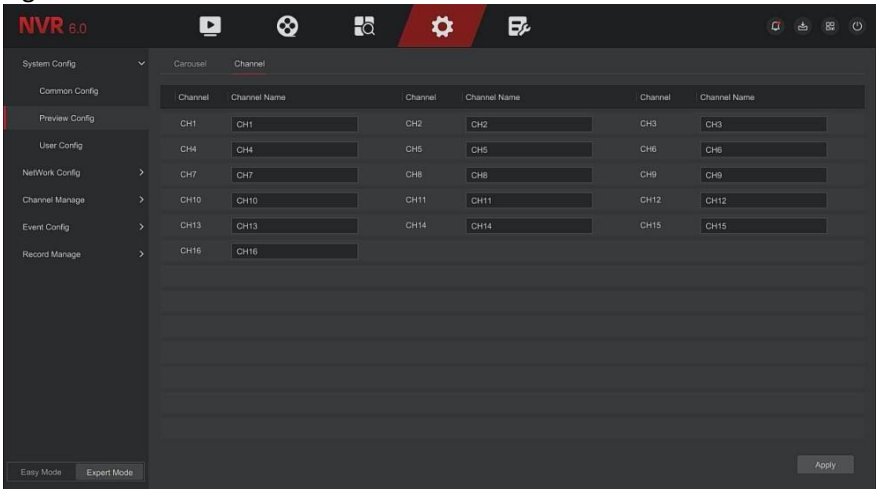 NVR 6.0
System Config
Common Config
Preview Config
User Config
NetWork Config
Channel Manage
Event Config
Record Manage
Easy Mode Expert Mode
Carousel Channel
Channel Channel Name Channel Channel Name Channel Channel Name
CH1 CH1 CH2 CH2 CH3 CH3
CH4 CH4 CH5 CH5 CH6 CH6
CH7 CH7 CH8 CH8 CH9 CH9
CH10 CH10 CH11 CH11 CH12 CH12
CH13 CH13 CH14 CH14 CH15 CH15
CH16 CH16
Apply